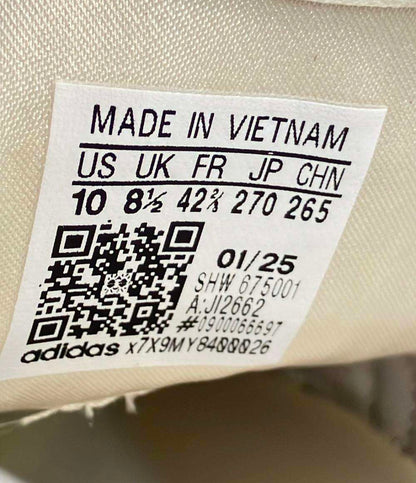 MADE IN VIETNAM
US UK FR JP CHN
10 8½ 42⅔ 270 265
01/25
SHW 675001
A:JI2662
#0900066697
adidas x7X9MY8400026